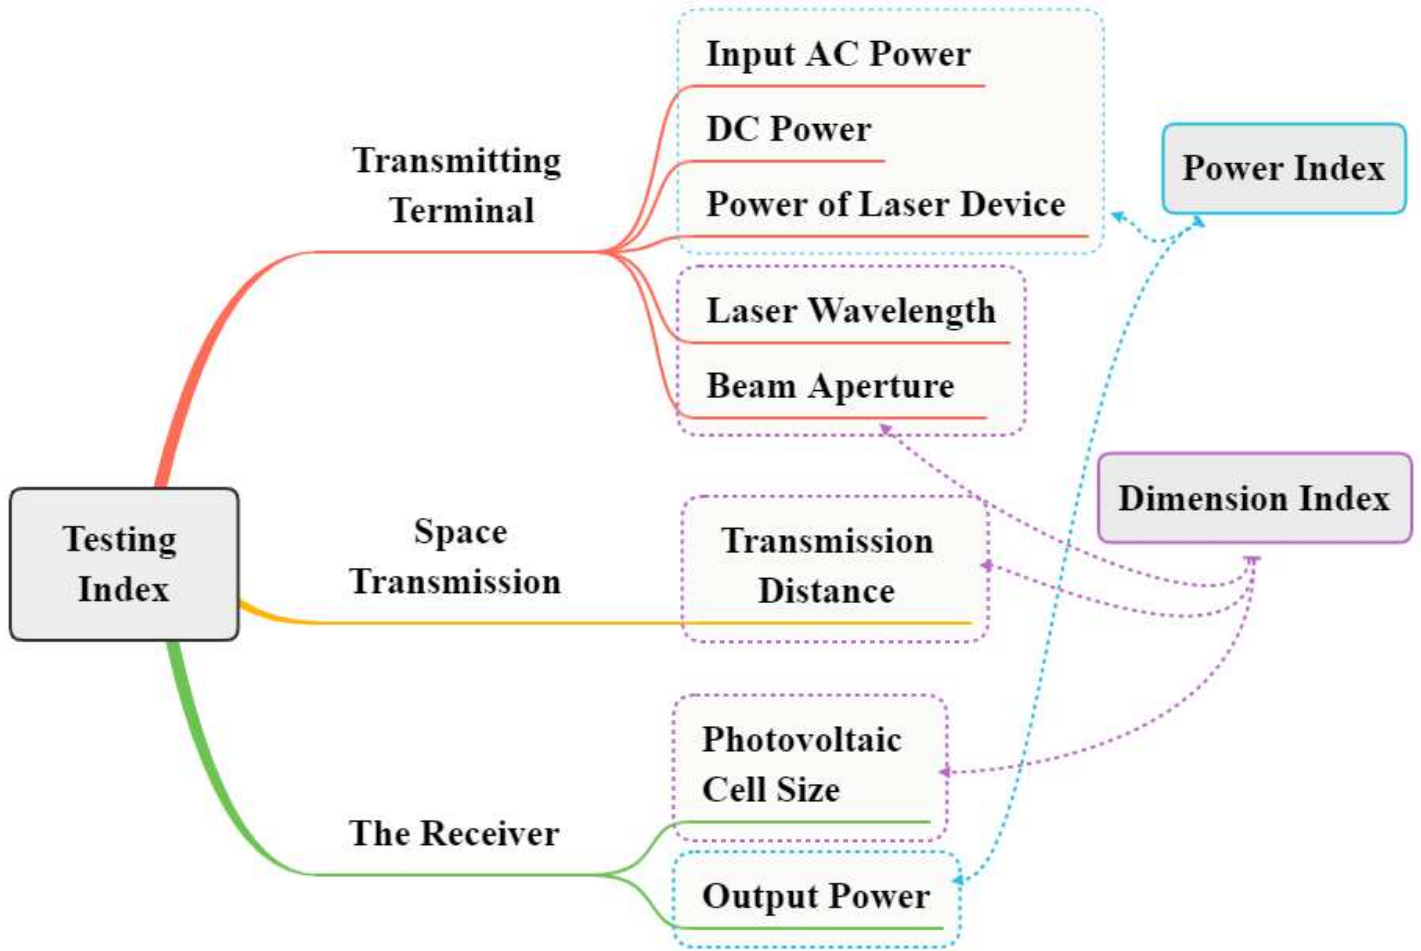 Input AC Power
DC Power
Power of Laser Device
Laser Wavelength
Beam Aperture
Transmitting
Terminal
Power Index
Testing
Index
Space
Transmission
Transmission
Distance
Dimension Index
The Receiver
Photovoltaic
Cell Size
Output Power